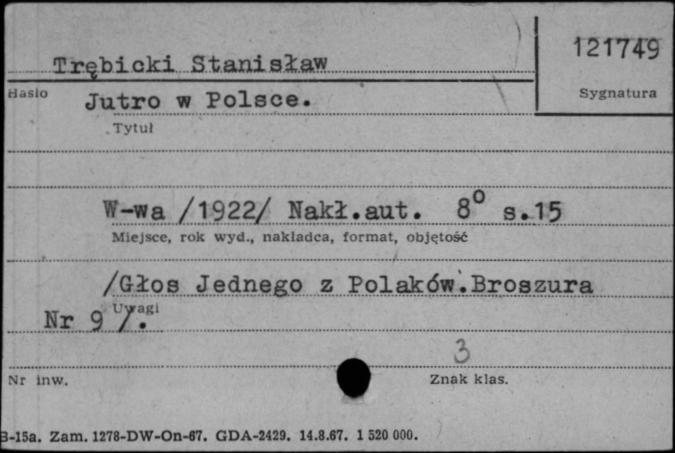 121749
Trębicki Stanisław
Hasło
Sygnatura
Jutro w Polsce.
Tytuł
W-wa /1922/ Nakł.aut. 8⁰ s.15
Miejsce, rok wyd., nakładca, format, objętość
/Głos Jednego z Polaków.Broszura
Uwagi
Nr 9 /.
3
Nr inw.
Znak klas.
B-15a. Zam. 1278-DW-On-67. GDA-2429. 14.8.67. 1 520 000.